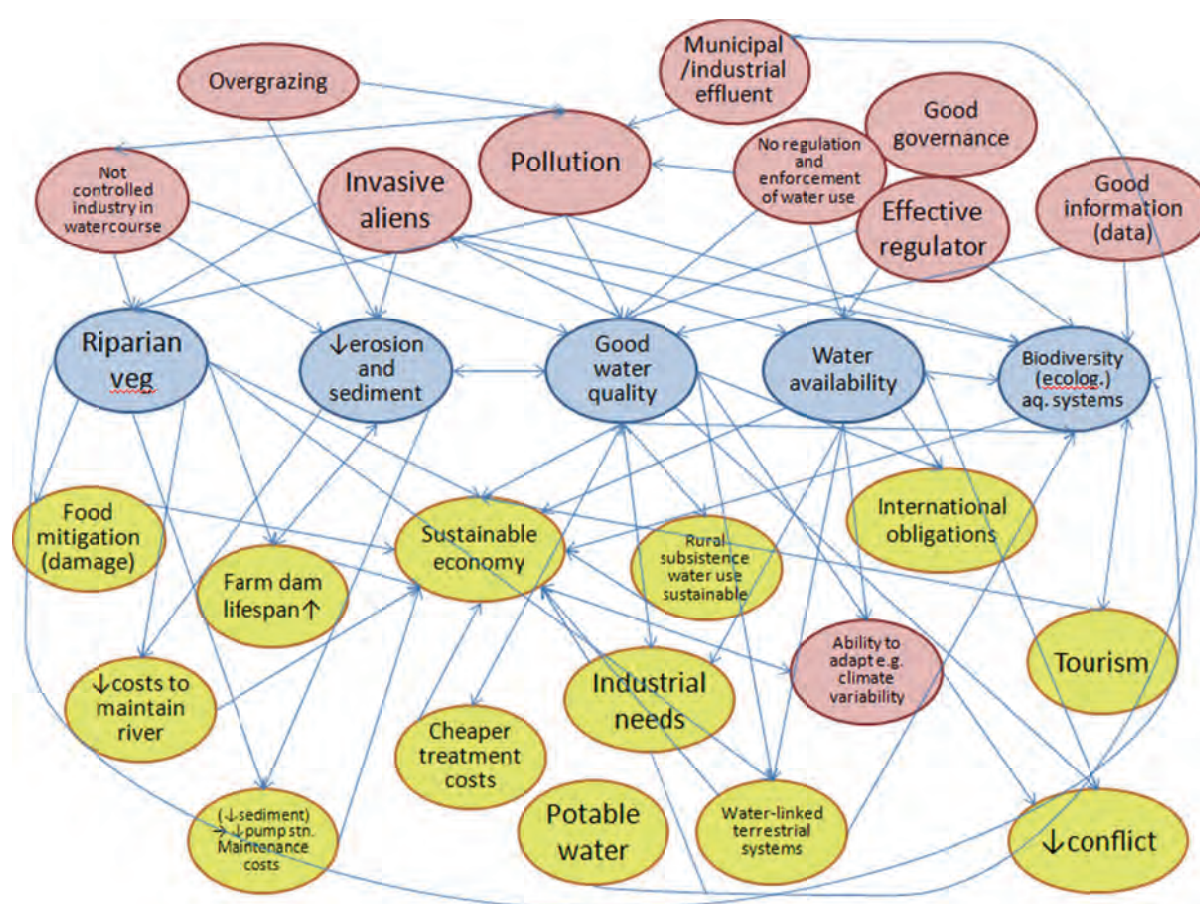 Overgrazing
Municipal
/industrial
effluent
Good
governance
Not
controlled
industry in
watercourse
Invasive
aliens
Pollution
No regulation
and
enforcement
of water use
Effective
regulator
Good
information
(data)
Riparian
veg
↓erosion
and
sediment
Good
water
quality
Water
availability
Biodiversity
(ecolog.)
aq. systems
Food
mitigation
(damage)
Farm dam
lifespan↑
Sustainable
economy
Rural
subsistence
water use
sustainable
International
obligations
↓costs to
maintain
river
Cheaper
treatment
costs
Industrial
needs
Ability to
adapt e.g.
climate
variability
Tourism
(↓sediment)
→ ↓pump stn.
Maintenance
costs
Potable
water
Water-linked
terrestrial
systems
↓conflict